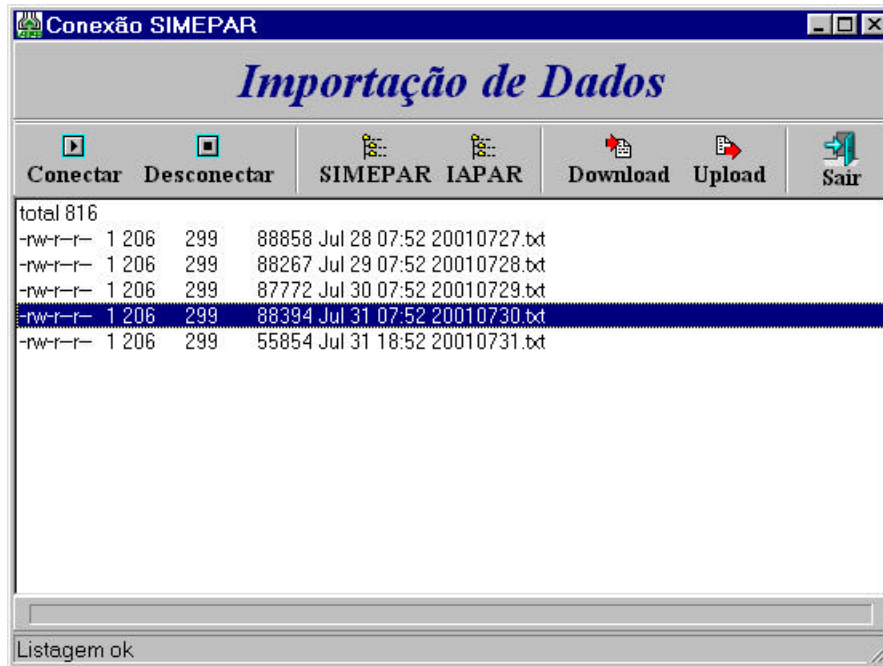 Conexão SIMEPAR
Importação de Dados
Conectar Desconectar SIMEPAR IAPAR Download Upload Sair
total 816
-rw-r--r-- 1 206 299 88858 Jul 28 07:52 20010727.txt
-rw-r--r-- 1 206 299 88267 Jul 29 07:52 20010728.txt
-rw-r--r-- 1 206 299 87772 Jul 30 07:52 20010729.txt
-rw-r--r-- 1 206 299 88394 Jul 31 07:52 20010730.txt
-rw-r--r-- 1 206 299 55854 Jul 31 18:52 20010731.txt
Listagem ok